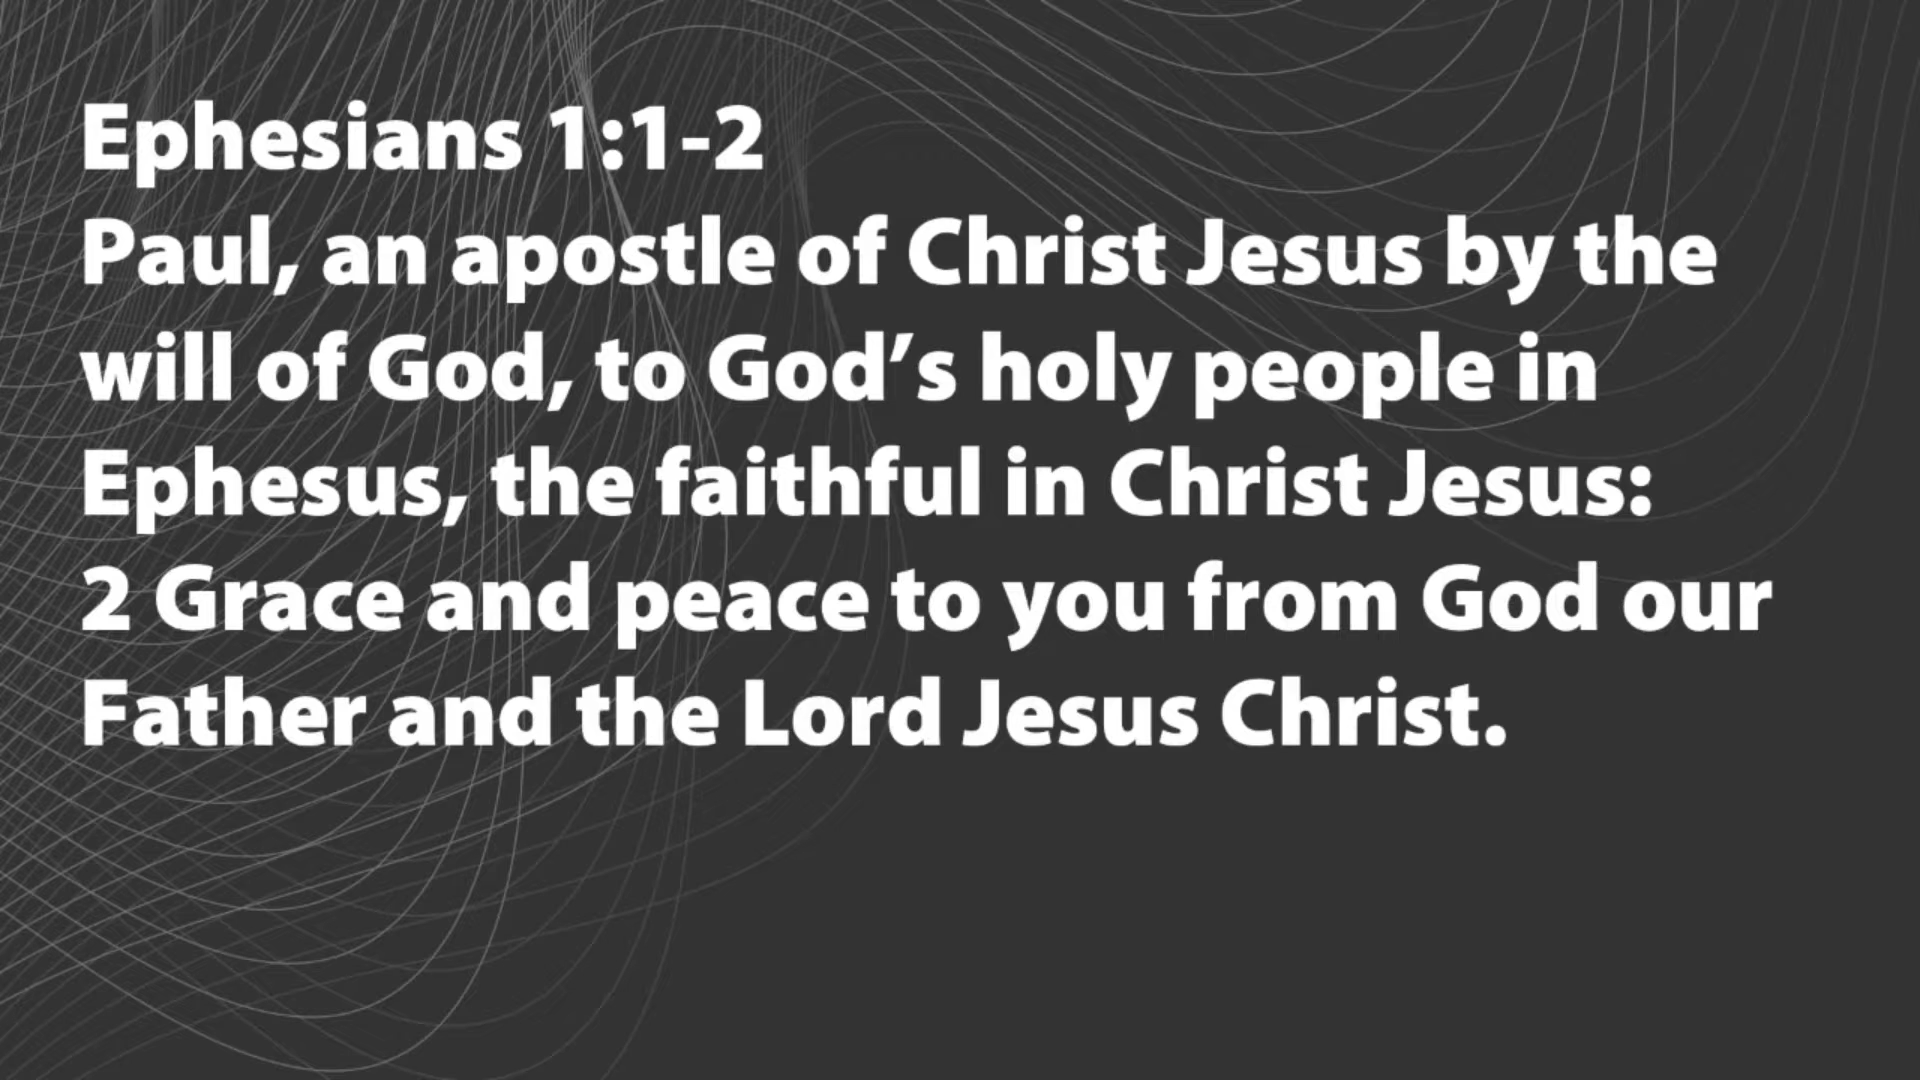 Ephesians 1:1-2
Paul, an apostle of Christ Jesus by the
will of God, to God’s holy people in
Ephesus, the faithful in Christ Jesus:
2 Grace and peace to you from God our
Father and the Lord Jesus Christ.